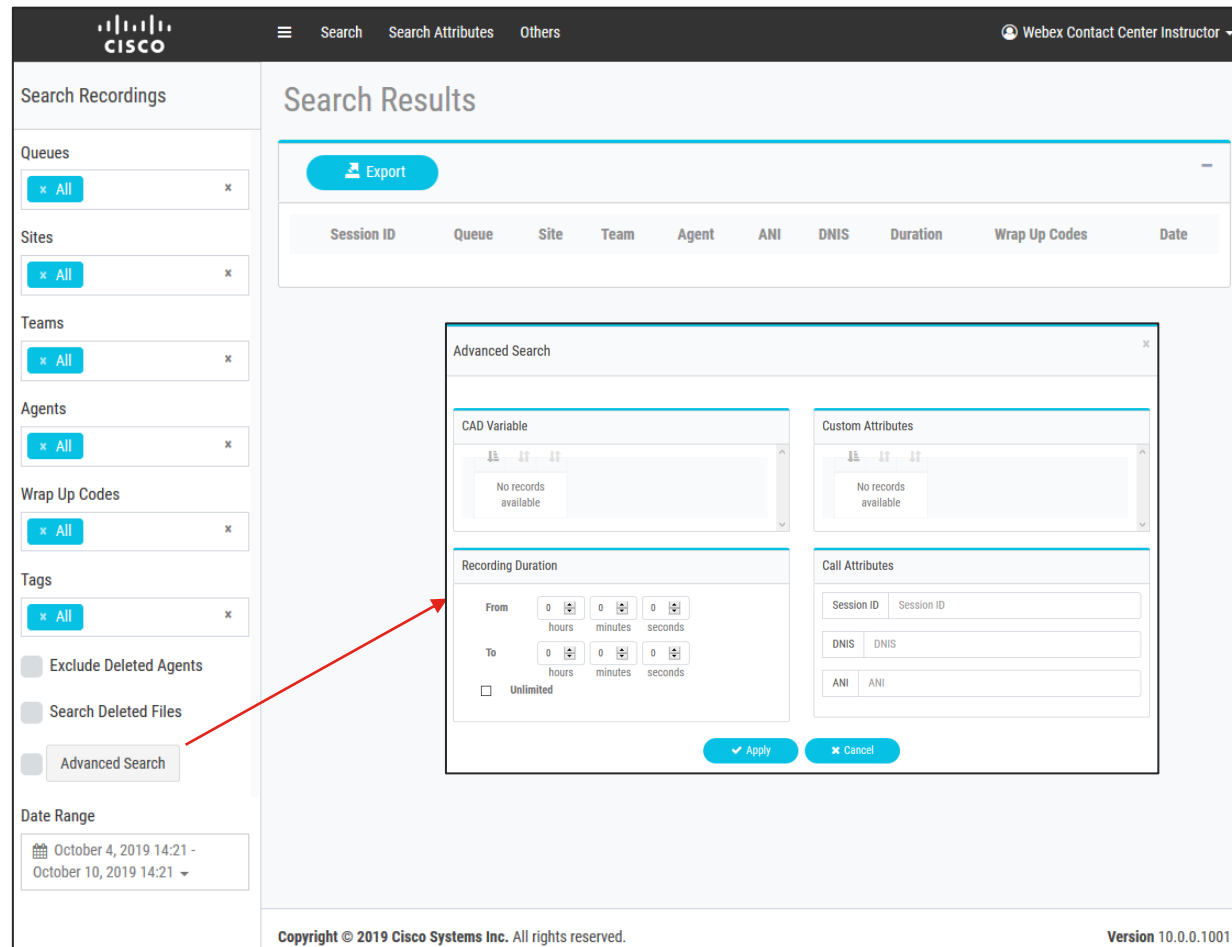 CISCO
Search Search Attributes Others
Webex Contact Center Instructor
Search Recordings
Queues
× All ×
Sites
× All ×
Teams
× All ×
Agents
× All ×
Wrap Up Codes
× All ×
Tags
× All ×
Exclude Deleted Agents
Search Deleted Files
Advanced Search
Date Range
October 4, 2019 14:21 -
October 10, 2019 14:21
Search Results
Export
Session ID Queue Site Team Agent ANI DNIS Duration Wrap Up Codes Date
Advanced Search ×
CAD Variable
No records
available
Custom Attributes
No records
available
Recording Duration
From 0 0 0
hours minutes seconds
To 0 0 0
hours minutes seconds
Unlimited
Call Attributes
Session ID Session ID
DNIS DNIS
ANI ANI
Apply
Cancel
Copyright © 2019 Cisco Systems Inc. All rights reserved.
Version 10.0.0.1001